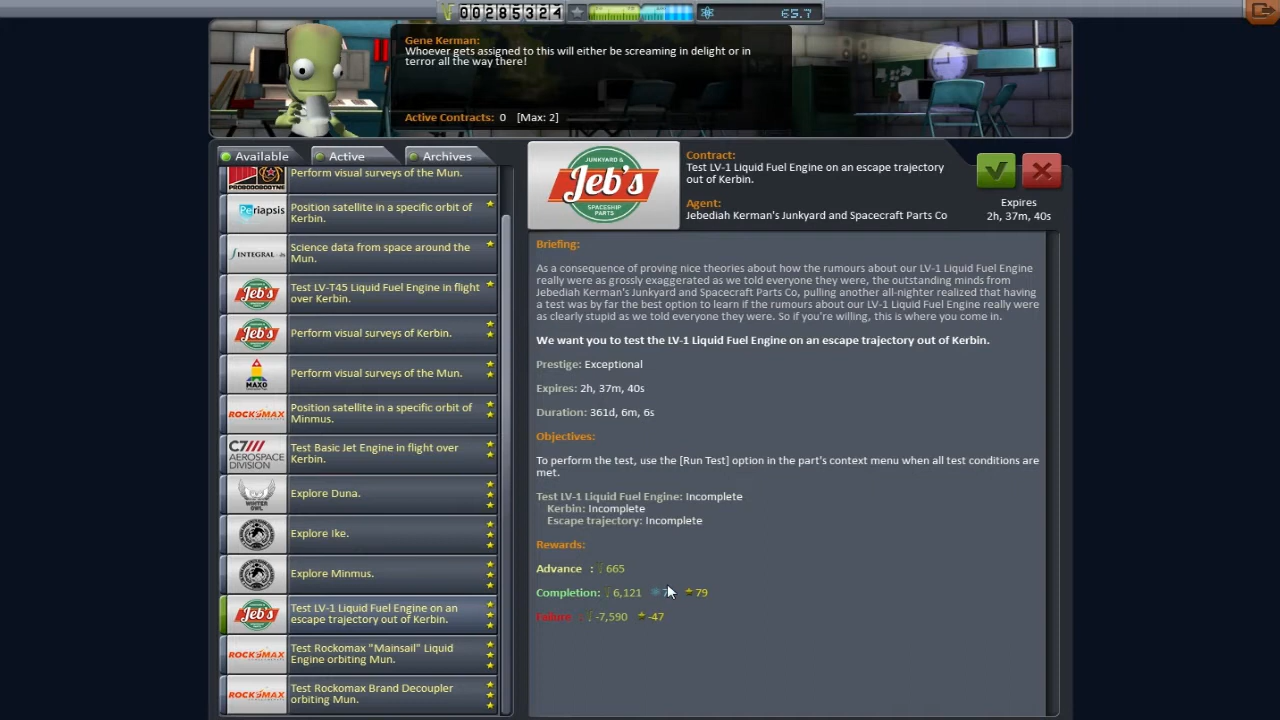 00285324
65.7
Gene Kerman:
Whoever gets assigned to this will either be screaming in delight or in
terror all the way there!
Active Contracts: 0 [Max: 2]
Available
Active
Archives
PROBODOBODYNE
Perform visual surveys of the Mun.
Periapsis
Position satellite in a specific orbit of
Kerbin.
INTEGRAL
Science data from space around the
Mun.
Jeb's
Test LV-T45 Liquid Fuel Engine in flight
over Kerbin.
Jeb's
Perform visual surveys of Kerbin.
MAXO
Perform visual surveys of the Mun.
ROCKOMAX
Position satellite in a specific orbit of
Minmus.
C7///
AEROSPACE
DIVISION
Test Basic Jet Engine in flight over
Kerbin.
WINTER
OWL
Explore Duna.
Explore Ike.
Explore Minmus.
Jeb's
Test LV-1 Liquid Fuel Engine on an
escape trajectory out of Kerbin.
ROCKOMAX
Test Rockomax "Mainsail" Liquid
Engine orbiting Mun.
ROCKOMAX
Test Rockomax Brand Decoupler
orbiting Mun.
JUNKYARD &
Jeb's
SPACESHIP
PARTS
Contract:
Test LV-1 Liquid Fuel Engine on an escape trajectory
out of Kerbin.
Agent:
Jebediah Kerman's Junkyard and Spacecraft Parts Co
Expires
2h, 37m, 40s
Briefing:
As a consequence of proving nice theories about how the rumours about our LV-1 Liquid Fuel Engine
really were as grossly exaggerated as we told everyone they were, the outstanding minds from
Jebediah Kerman's Junkyard and Spacecraft Parts Co, pulling another all-nighter realized that having
a test was by far the best option to learn if the rumours about our LV-1 Liquid Fuel Engine really were
as clearly stupid as we told everyone they were. So if you're willing, this is where you come in.
We want you to test the LV-1 Liquid Fuel Engine on an escape trajectory out of Kerbin.
Prestige: Exceptional
Expires: 2h, 37m, 40s
Duration: 361d, 6m, 6s
Objectives:
To perform the test, use the [Run Test] option in the part's context menu when all test conditions are
met.
Test LV-1 Liquid Fuel Engine: Incomplete
Kerbin: Incomplete
Escape trajectory: Incomplete
Rewards:
Advance : 665
Completion: 6,121 79
Failure : -7,590 -47